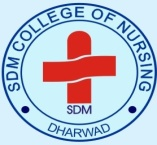 SDM COLLEGE OF NURSING
SDM
DHARWAD